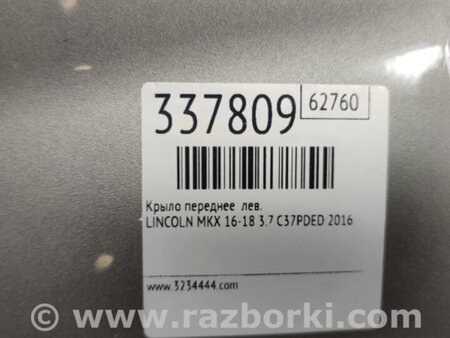 337809
62760
Крыло переднее лев.
LINCOLN MKX 16-18 3.7 C37PDED 2016
www.3234444.com
© www.razborki.com